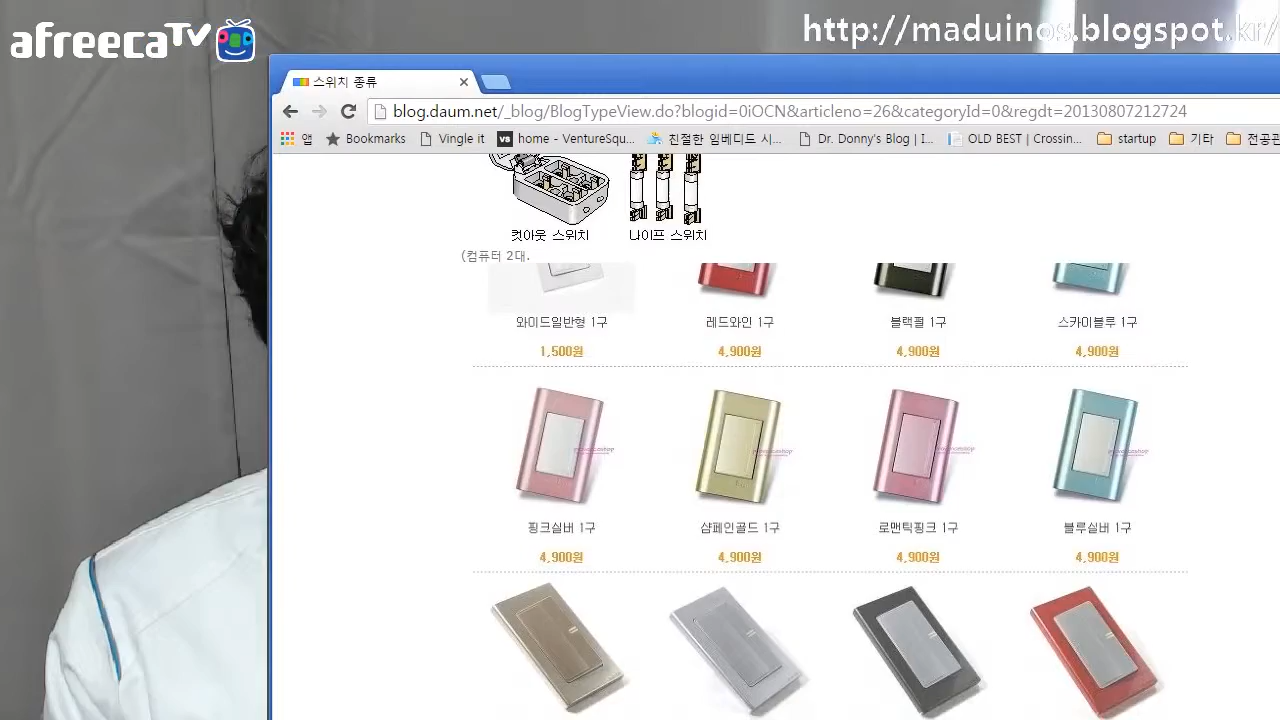 afreecaTV
http://maduinos.blogspot.kr/
스위치 종류
blog.daum.net/_blog/BlogTypeView.do?blogid=0iOCN&articleno=26&categoryId=0&regdt=20130807212724
앱 Bookmarks Vingle it vs home - VentureSqu... 친절한 임베디드 시... Dr. Donny's Blog | I... OLD BEST | Crossin... startup 기타 전공관
컷아웃 스위치 나이프 스위치
(컴퓨터 2대.
와이드일반형 1구 레드와인 1구 블랙펄 1구 스카이블루 1구
1,500원 4,900원 4,900원 4,900원
핑크실버 1구 샴페인골드 1구 로맨틱핑크 1구 블루실버 1구
4,900원 4,900원 4,900원 4,900원